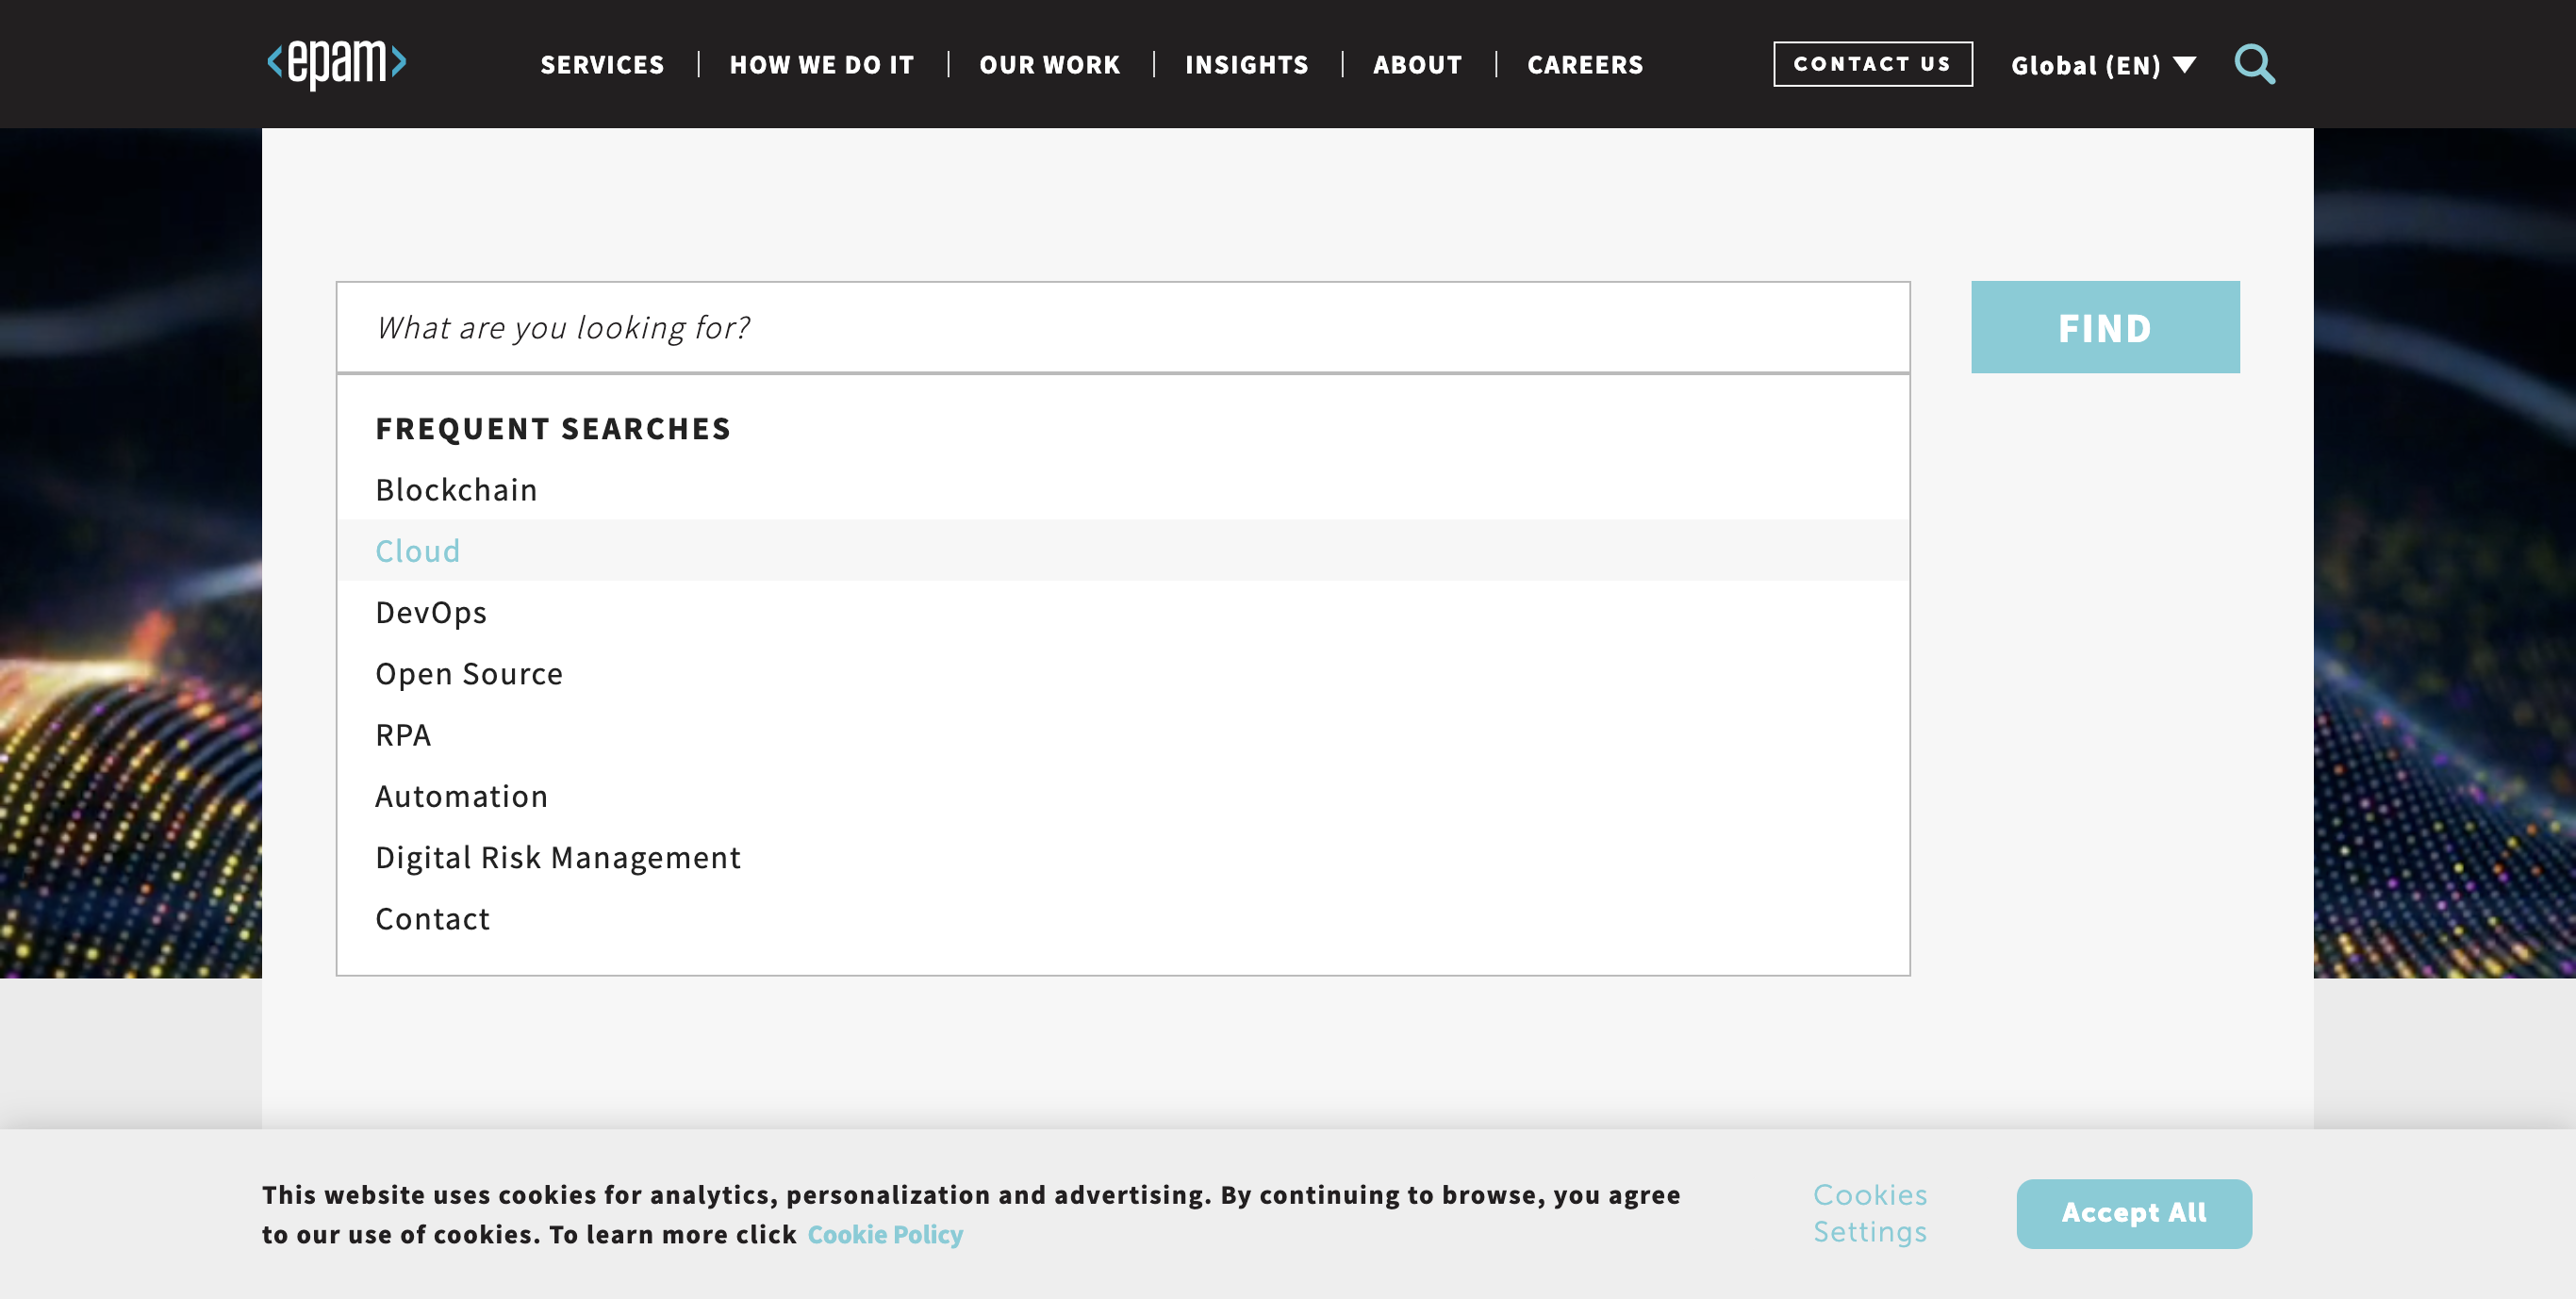 <epam>
SERVICES | HOW WE DO IT | OUR WORK | INSIGHTS | ABOUT | CAREERS
CONTACT US
Global (EN)
What are you looking for?
FIND
FREQUENT SEARCHES
Blockchain
Cloud
DevOps
Open Source
RPA
Automation
Digital Risk Management
Contact
This website uses cookies for analytics, personalization and advertising. By continuing to browse, you agree
to our use of cookies. To learn more click Cookie Policy
Cookies
Settings
Accept All